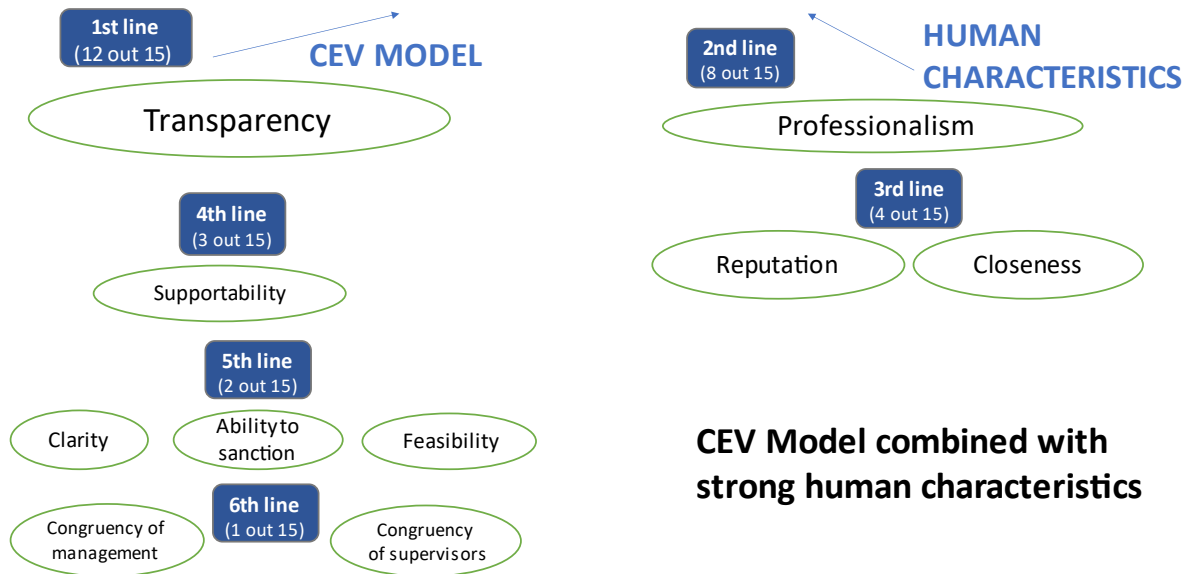 1st line
(12 out 15)
CEV MODEL
Transparency
4th line
(3 out 15)
Supportability
5th line
(2 out 15)
Clarity
Ability to
sanction
Feasibility
6th line
(1 out 15)
Congruency of
management
Congruency
of supervisors
2nd line
(8 out 15)
HUMAN
CHARACTERISTICS
Professionalism
3rd line
(4 out 15)
Reputation
Closeness
CEV Model combined with
strong human characteristics